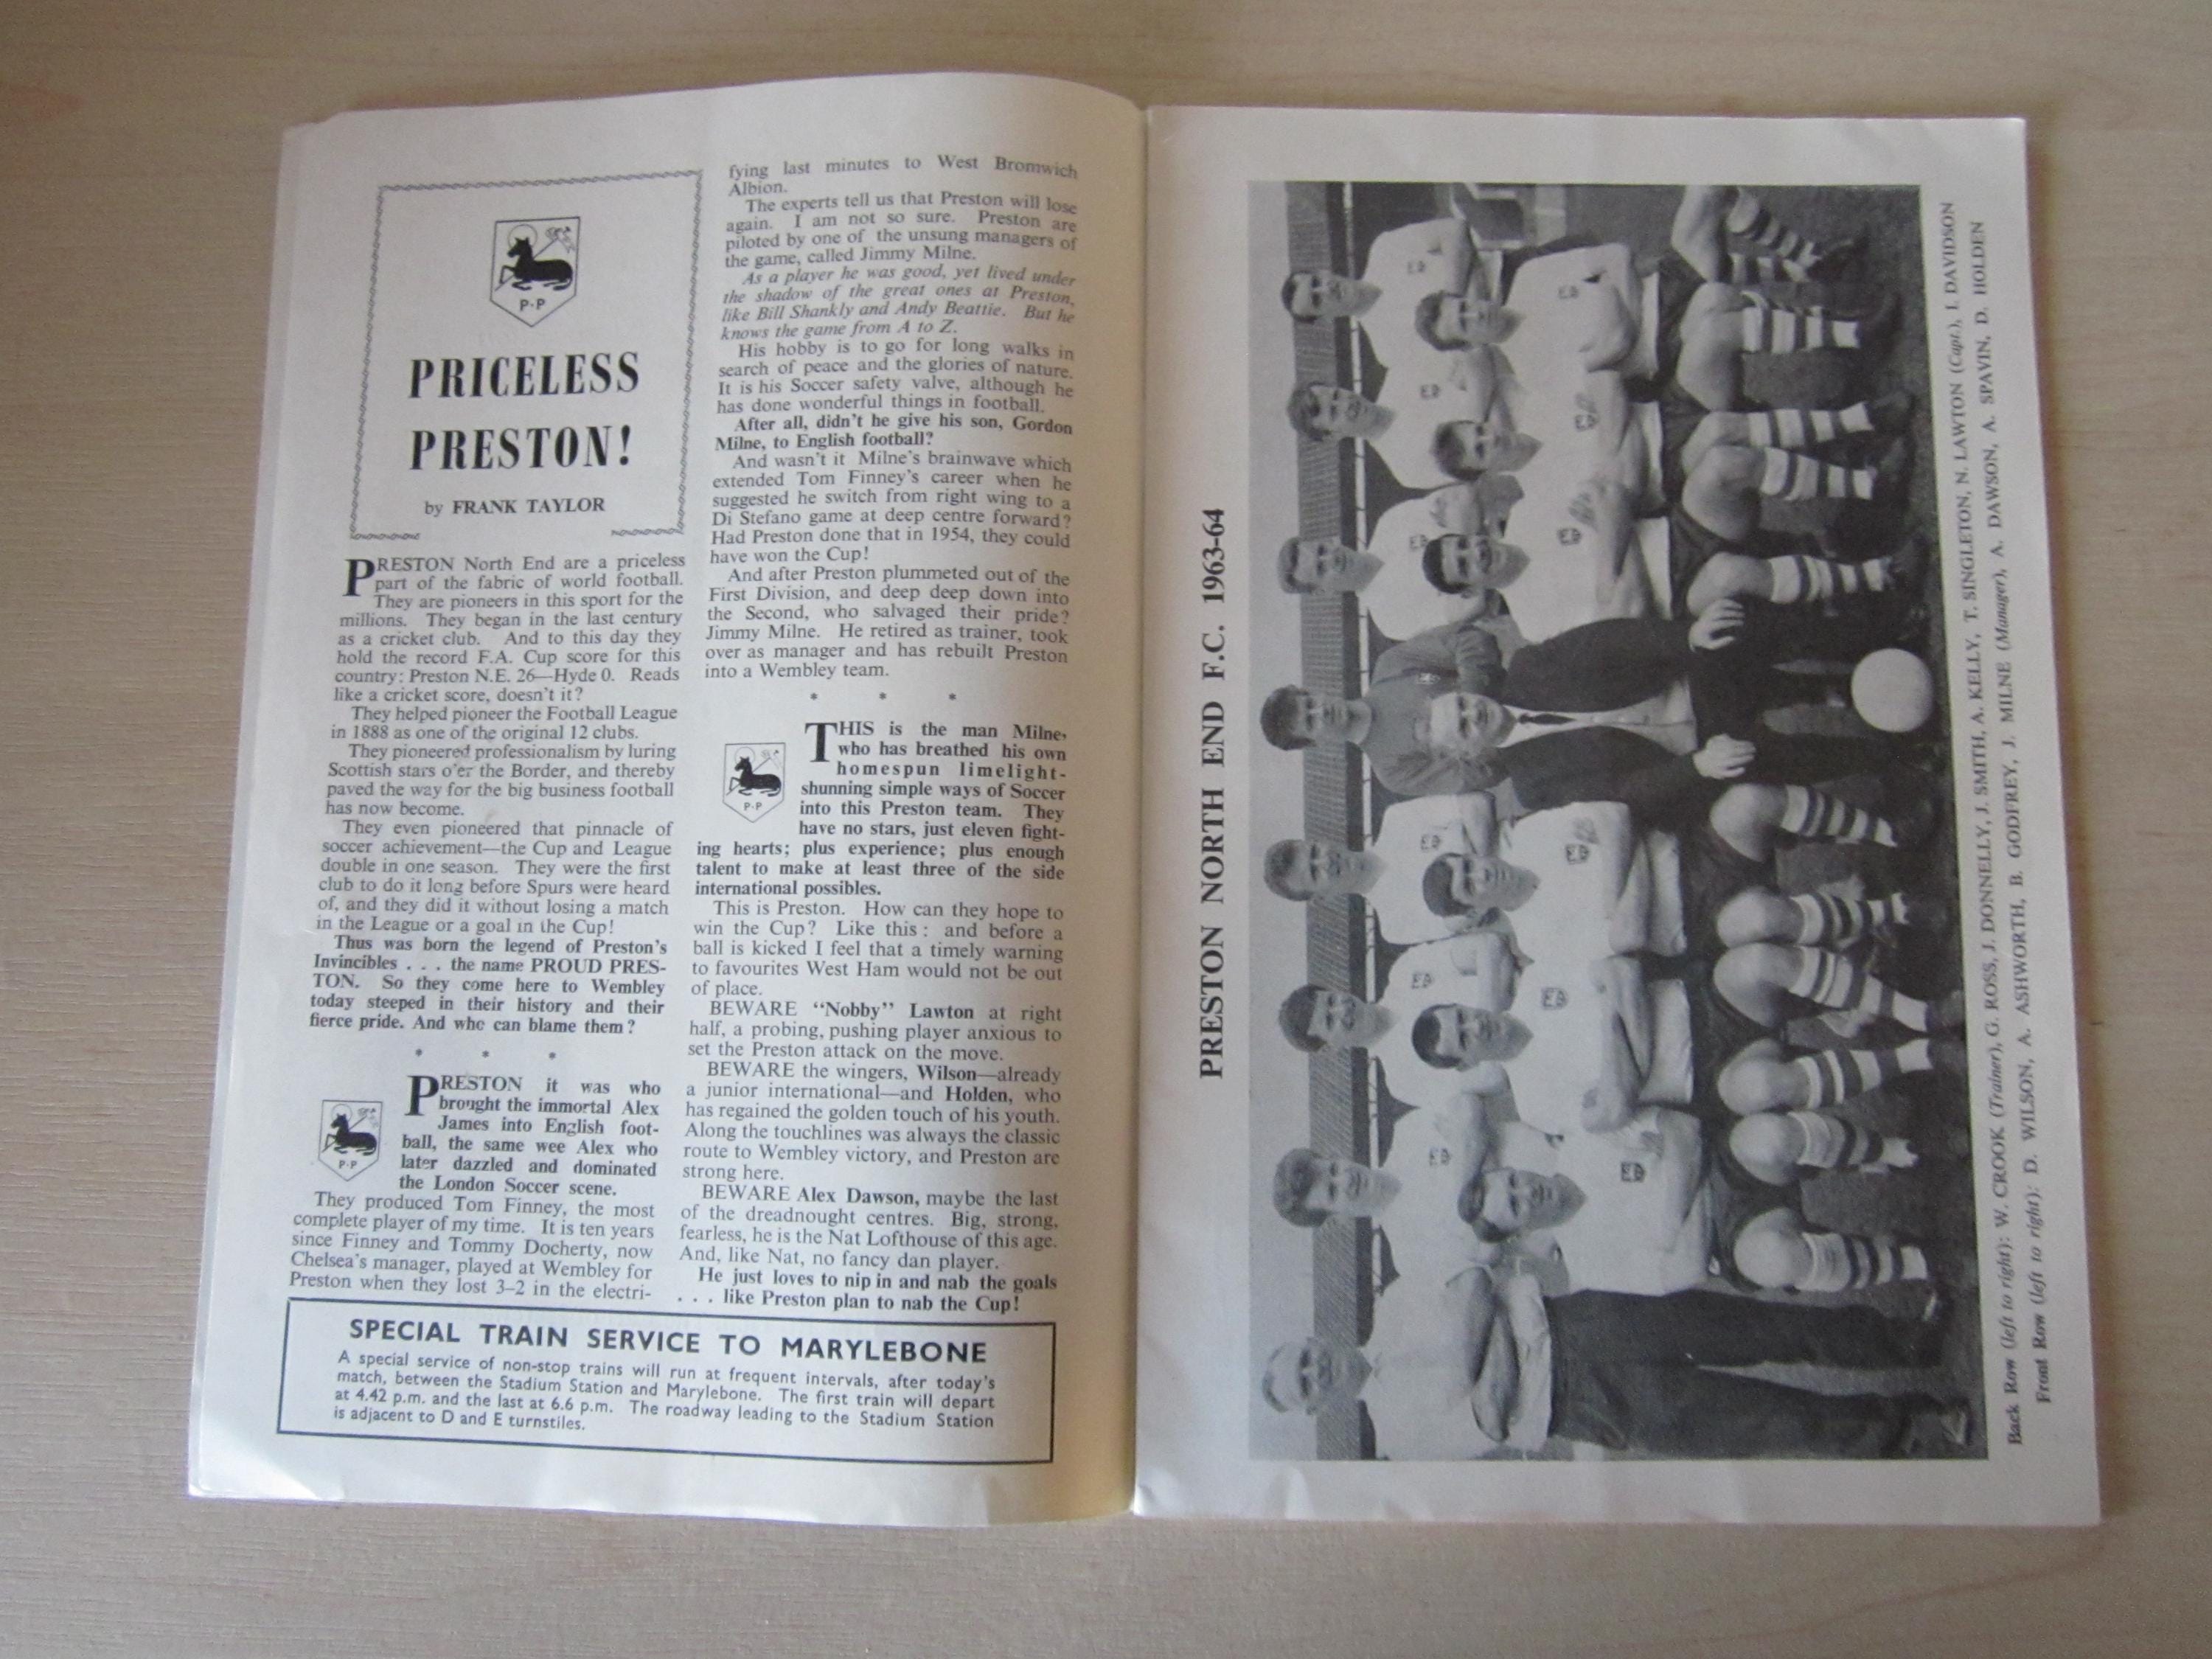 P·P
PRICELESS
PRESTON!
by FRANK TAYLOR
PRESTON North End are a priceless
part of the fabric of world football.
They are pioneers in this sport for the
millions. They began in the last century
as a cricket club. And to this day they
hold the record F.A. Cup score for this
country: Preston N.E. 26—Hyde 0. Reads
like a cricket score, doesn't it?
They helped pioneer the Football League
in 1888 as one of the original 12 clubs.
They pioneered professionalism by luring
Scottish stars o'er the Border, and thereby
paved the way for the big business football
has now become.
They even pioneered that pinnacle of
soccer achievement—the Cup and League
double in one season. They were the first
club to do it long before Spurs were heard
of, and they did it without losing a match
in the League or a goal in the Cup!
Thus was born the legend of Preston's
Invincibles . . . the name PROUD PRES-
TON. So they come here to Wembley
today steeped in their history and their
fierce pride. And who can blame them?
* * *
P·P
PRESTON it was who
brought the immortal Alex
James into English foot-
ball, the same wee Alex who
later dazzled and dominated
the London Soccer scene.
They produced Tom Finney, the most
complete player of my time. It is ten years
since Finney and Tommy Docherty, now
Chelsea's manager, played at Wembley for
Preston when they lost 3–2 in the electri-
fying last minutes to West Bromwich
Albion.
The experts tell us that Preston will lose
again. I am not so sure. Preston are
piloted by one of the unsung managers of
the game, called Jimmy Milne.
As a player he was good, yet lived under
the shadow of the great ones at Preston,
like Bill Shankly and Andy Beattie. But he
knows the game from A to Z.
His hobby is to go for long walks in
search of peace and the glories of nature.
It is his Soccer safety valve, although he
has done wonderful things in football.
After all, didn't he give his son, Gordon
Milne, to English football?
And wasn't it Milne's brainwave which
extended Tom Finney's career when he
suggested he switch from right wing to a
Di Stefano game at deep centre forward?
Had Preston done that in 1954, they could
have won the Cup!
And after Preston plummeted out of the
First Division, and deep deep down into
the Second, who salvaged their pride?
Jimmy Milne. He retired as trainer, took
over as manager and has rebuilt Preston
into a Wembley team.
* * *
P·P
THIS is the man Milne,
who has breathed his own
homespun limelight-
shunning simple ways of Soccer
into this Preston team. They
have no stars, just eleven fight-
ing hearts; plus experience; plus enough
talent to make at least three of the side
international possibles.
This is Preston. How can they hope to
win the Cup? Like this: and before a
ball is kicked I feel that a timely warning
to favourites West Ham would not be out
of place.
BEWARE "Nobby" Lawton at right
half, a probing, pushing player anxious to
set the Preston attack on the move.
BEWARE the wingers, Wilson—already
a junior international—and Holden, who
has regained the golden touch of his youth.
Along the touchlines was always the classic
route to Wembley victory, and Preston are
strong here.
BEWARE Alex Dawson, maybe the last
of the dreadnought centres. Big, strong,
fearless, he is the Nat Lofthouse of this age.
And, like Nat, no fancy dan player.
He just loves to nip in and nab the goals
. . . like Preston plan to nab the Cup!
SPECIAL TRAIN SERVICE TO MARYLEBONE
A special service of non-stop trains will run at frequent intervals, after today's
match, between the Stadium Station and Marylebone. The first train will depart
at 4.42 p.m. and the last at 6.6 p.m. The roadway leading to the Stadium Station
is adjacent to D and E turnstiles.
PRESTON NORTH END F.C. 1963-64
Back Row (left to right): W. CROOK (Trainer), G. ROSS, J. DONNELLY, J. SMITH, A. KELLY, T. SINGLETON, N. LAWTON (Capt.), I. DAVIDSON
Front Row (left to right): D. WILSON, A. ASHWORTH, B. GODFREY, J. MILNE (Manager), A. DAWSON, A. SPAVIN, D. HOLDEN